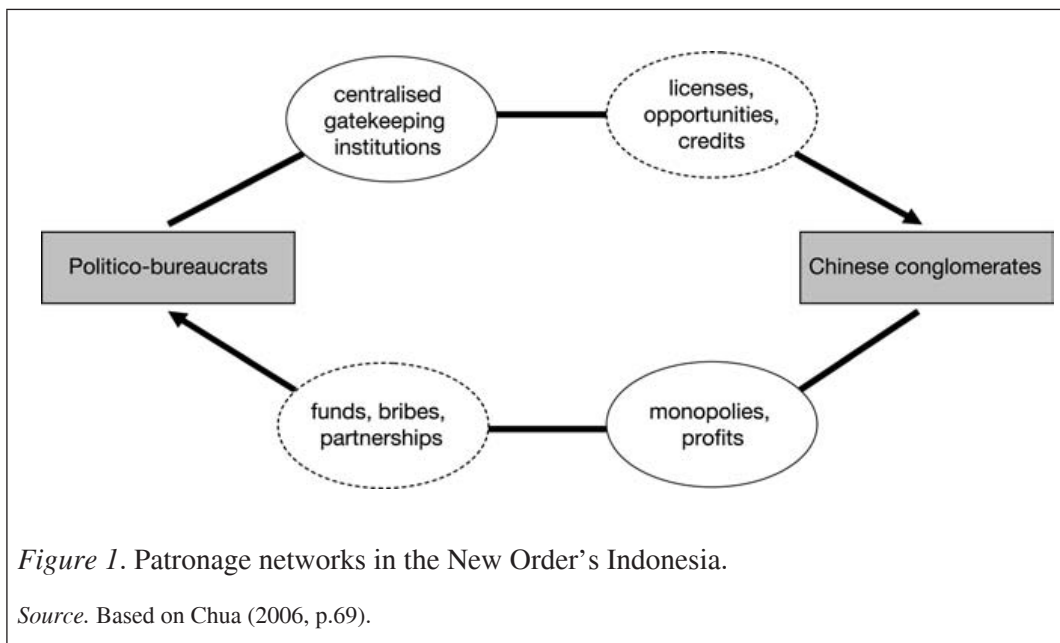 centralised
gatekeeping
institutions
licenses,
opportunities,
credits
Politico-bureaucrats
Chinese conglomerates
funds, bribes,
partnerships
monopolies,
profits
Figure 1. Patronage networks in the New Order’s Indonesia.
Source. Based on Chua (2006, p.69).